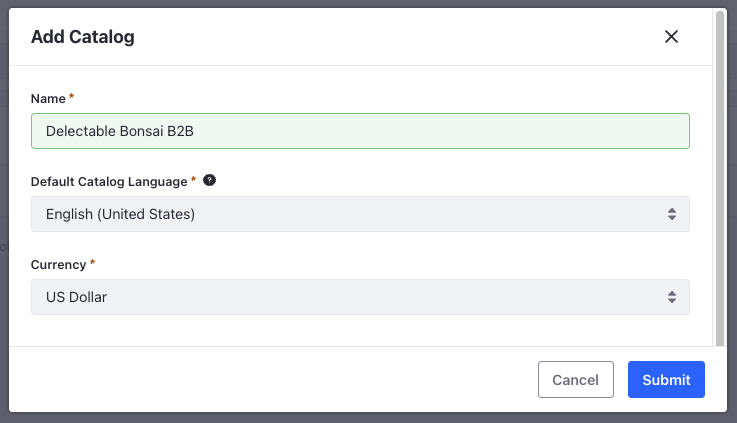 Add Catalog
Name *
Delectable Bonsai B2B
Default Catalog Language * ?
English (United States)
Currency *
US Dollar
Cancel
Submit